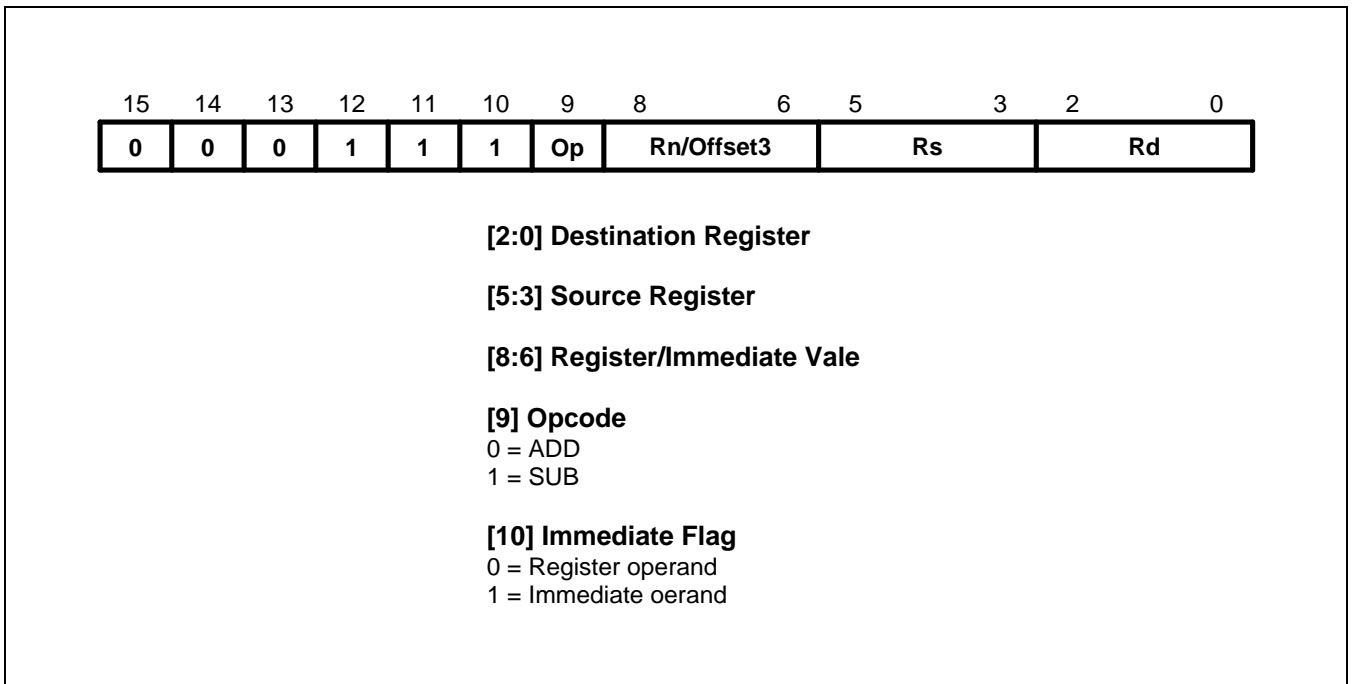 15 14 13 12 11 10 9 8 6 5 3 2 0
0 0 0 1 1 1 Op Rn/Offset3 Rs Rd
[2:0] Destination Register
[5:3] Source Register
[8:6] Register/Immediate Vale
[9] Opcode
0 = ADD
1 = SUB
[10] Immediate Flag
0 = Register operand
1 = Immediate oerand